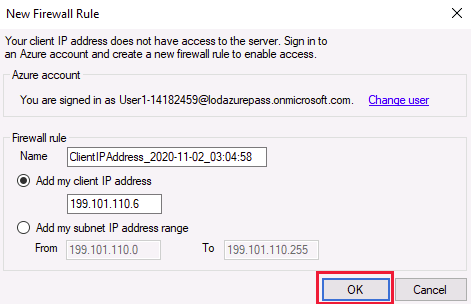 New Firewall Rule
Your client IP address does not have access to the server. Sign in to
an Azure account and create a new firewall rule to enable access.
Azure account
You are signed in as User1-14182459@lodazurepass.onmicrosoft.com. Change user
Firewall rule
Name ClientIPAddress_2020-11-02_03:04:58
Add my client IP address
199.101.110.6
Add my subnet IP address range
From 199.101.110.0 To 199.101.110.255
OK Cancel